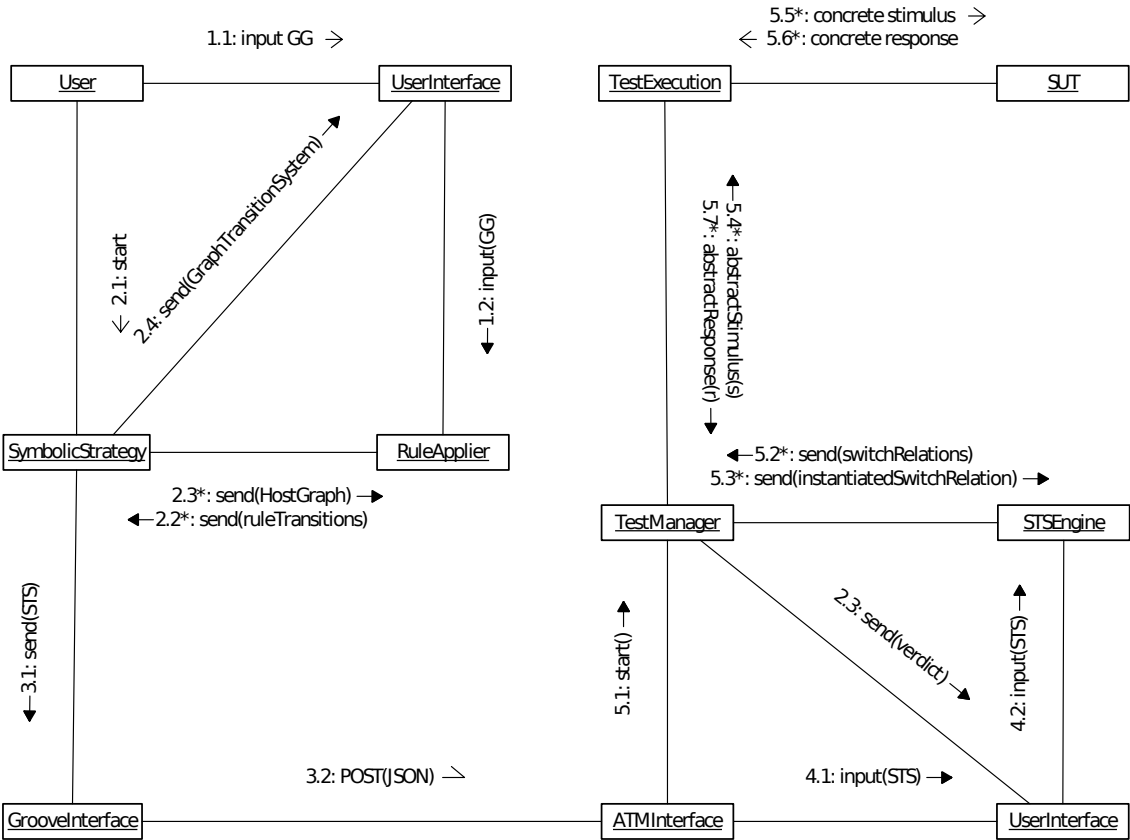 5.5*: concrete stimulus
1.1: input GG
5.6*: concrete response
User
UserInterface
TestExecution
SUT
2.1: start
2.4: send(GraphTransitionSystem)
1.2: input(GG)
5.7*: abstractResponse(r)
5.4*: abstractStimulus(s)
SymbolicStrategy
RuleApplier
5.2*: send(switchRelations)
5.3*: send(instantiatedSwitchRelation)
2.3*: send(HostGraph)
2.2*: send(ruleTransitions)
TestManager
STSEngine
3.1: send(STS)
5.1: start()
2.3: send(verdict)
4.2: input(STS)
3.2: POST(JSON)
4.1: input(STS)
GrooveInterface
ATMInterface
UserInterface